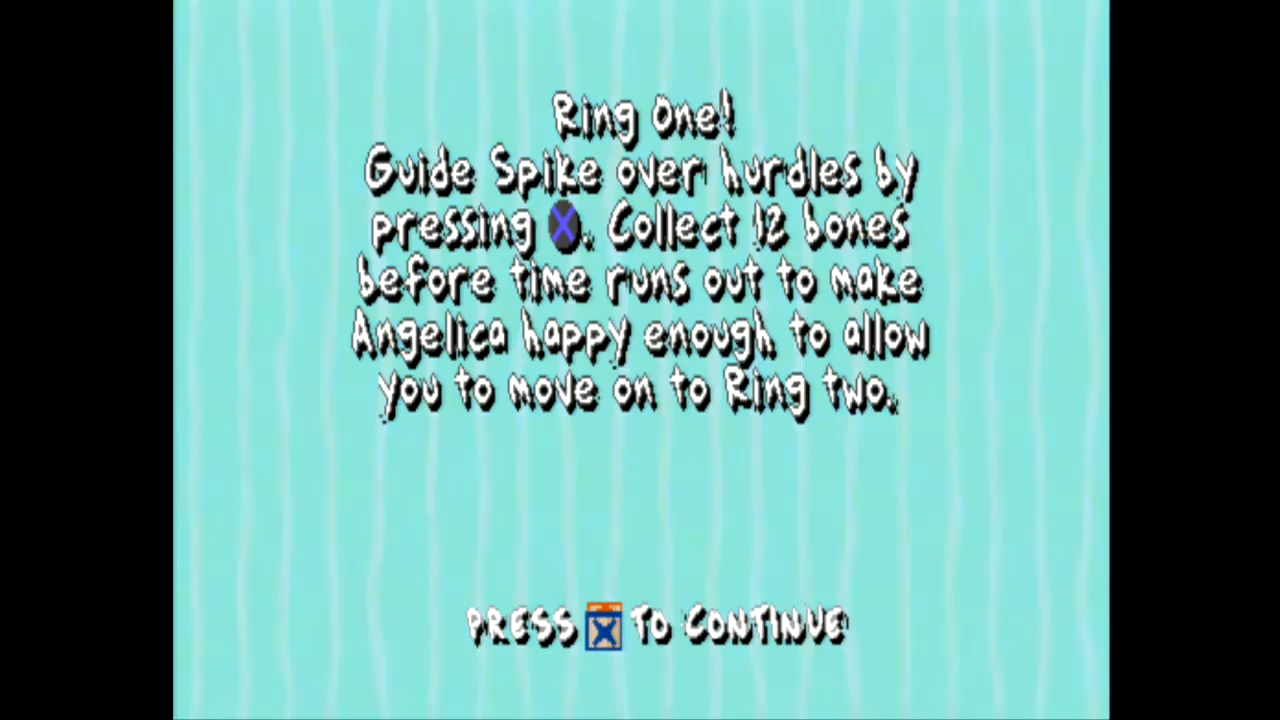 Ring One!
Guide Spike over hurdles by
pressing X. Collect 12 bones
before time runs out to make
Angelica happy enough to allow
you to move on to Ring two.
PRESS X TO CONTINUE